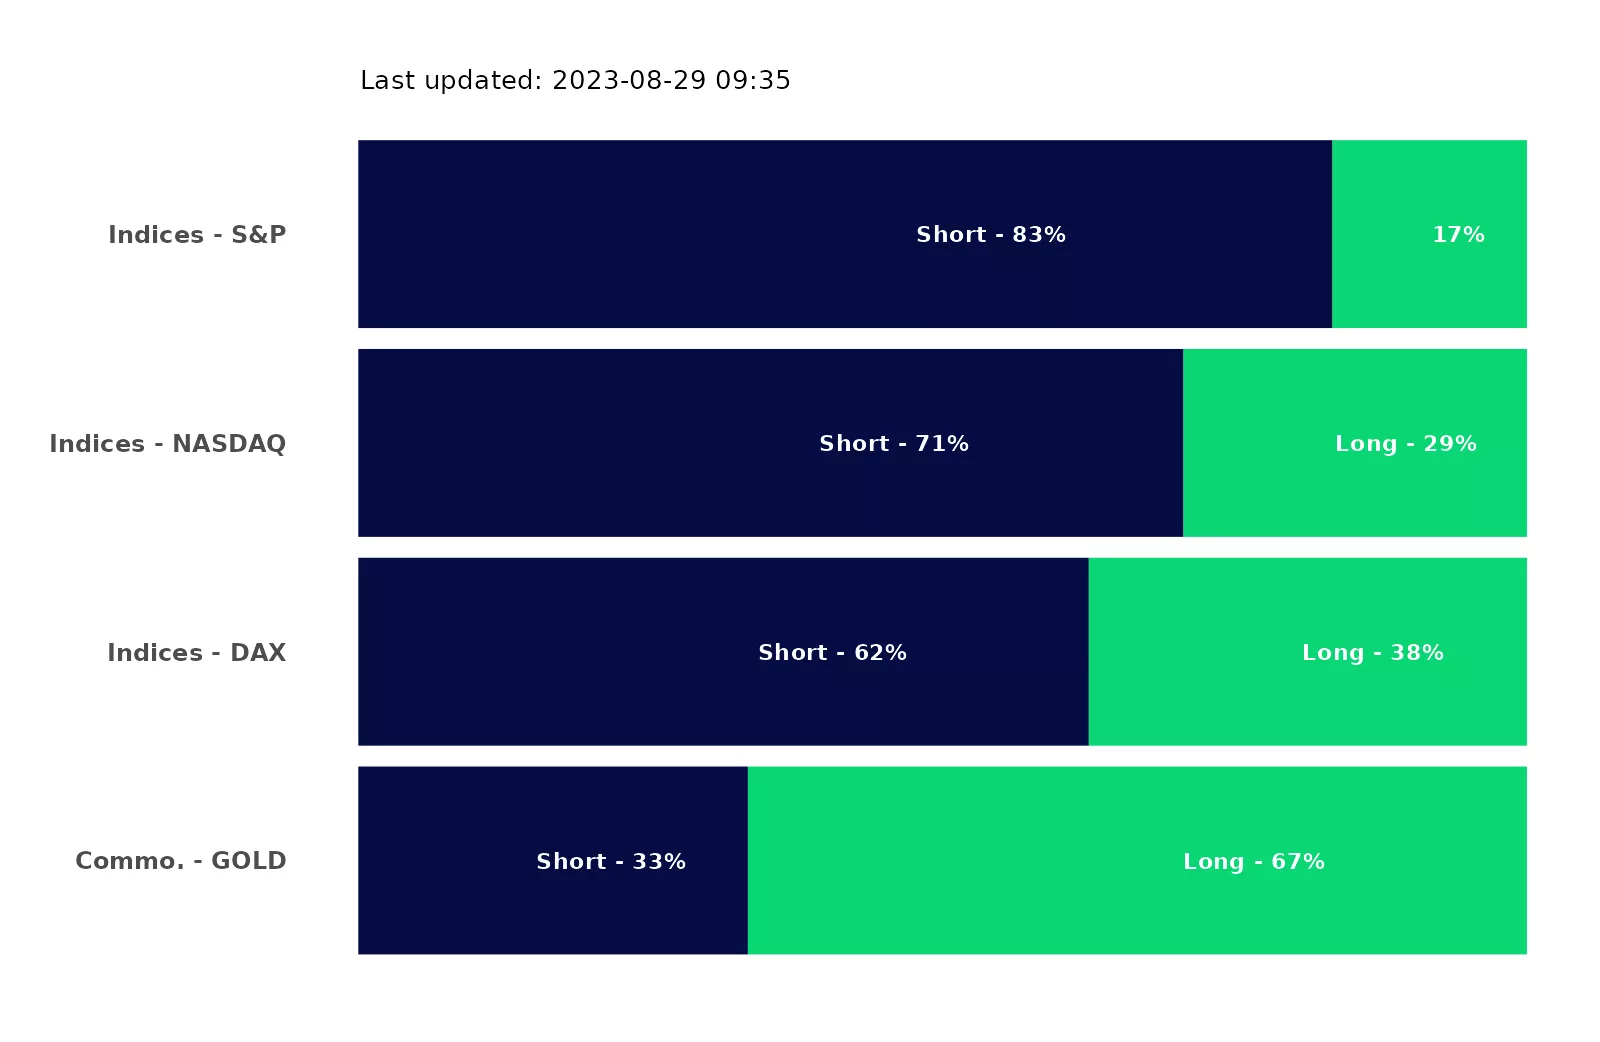 Last updated: 2023-08-29 09:35
Indices - S&P Short - 83% 17%
Indices - NASDAQ Short - 71% Long - 29%
Indices - DAX Short - 62% Long - 38%
Commo. - GOLD Short - 33% Long - 67%